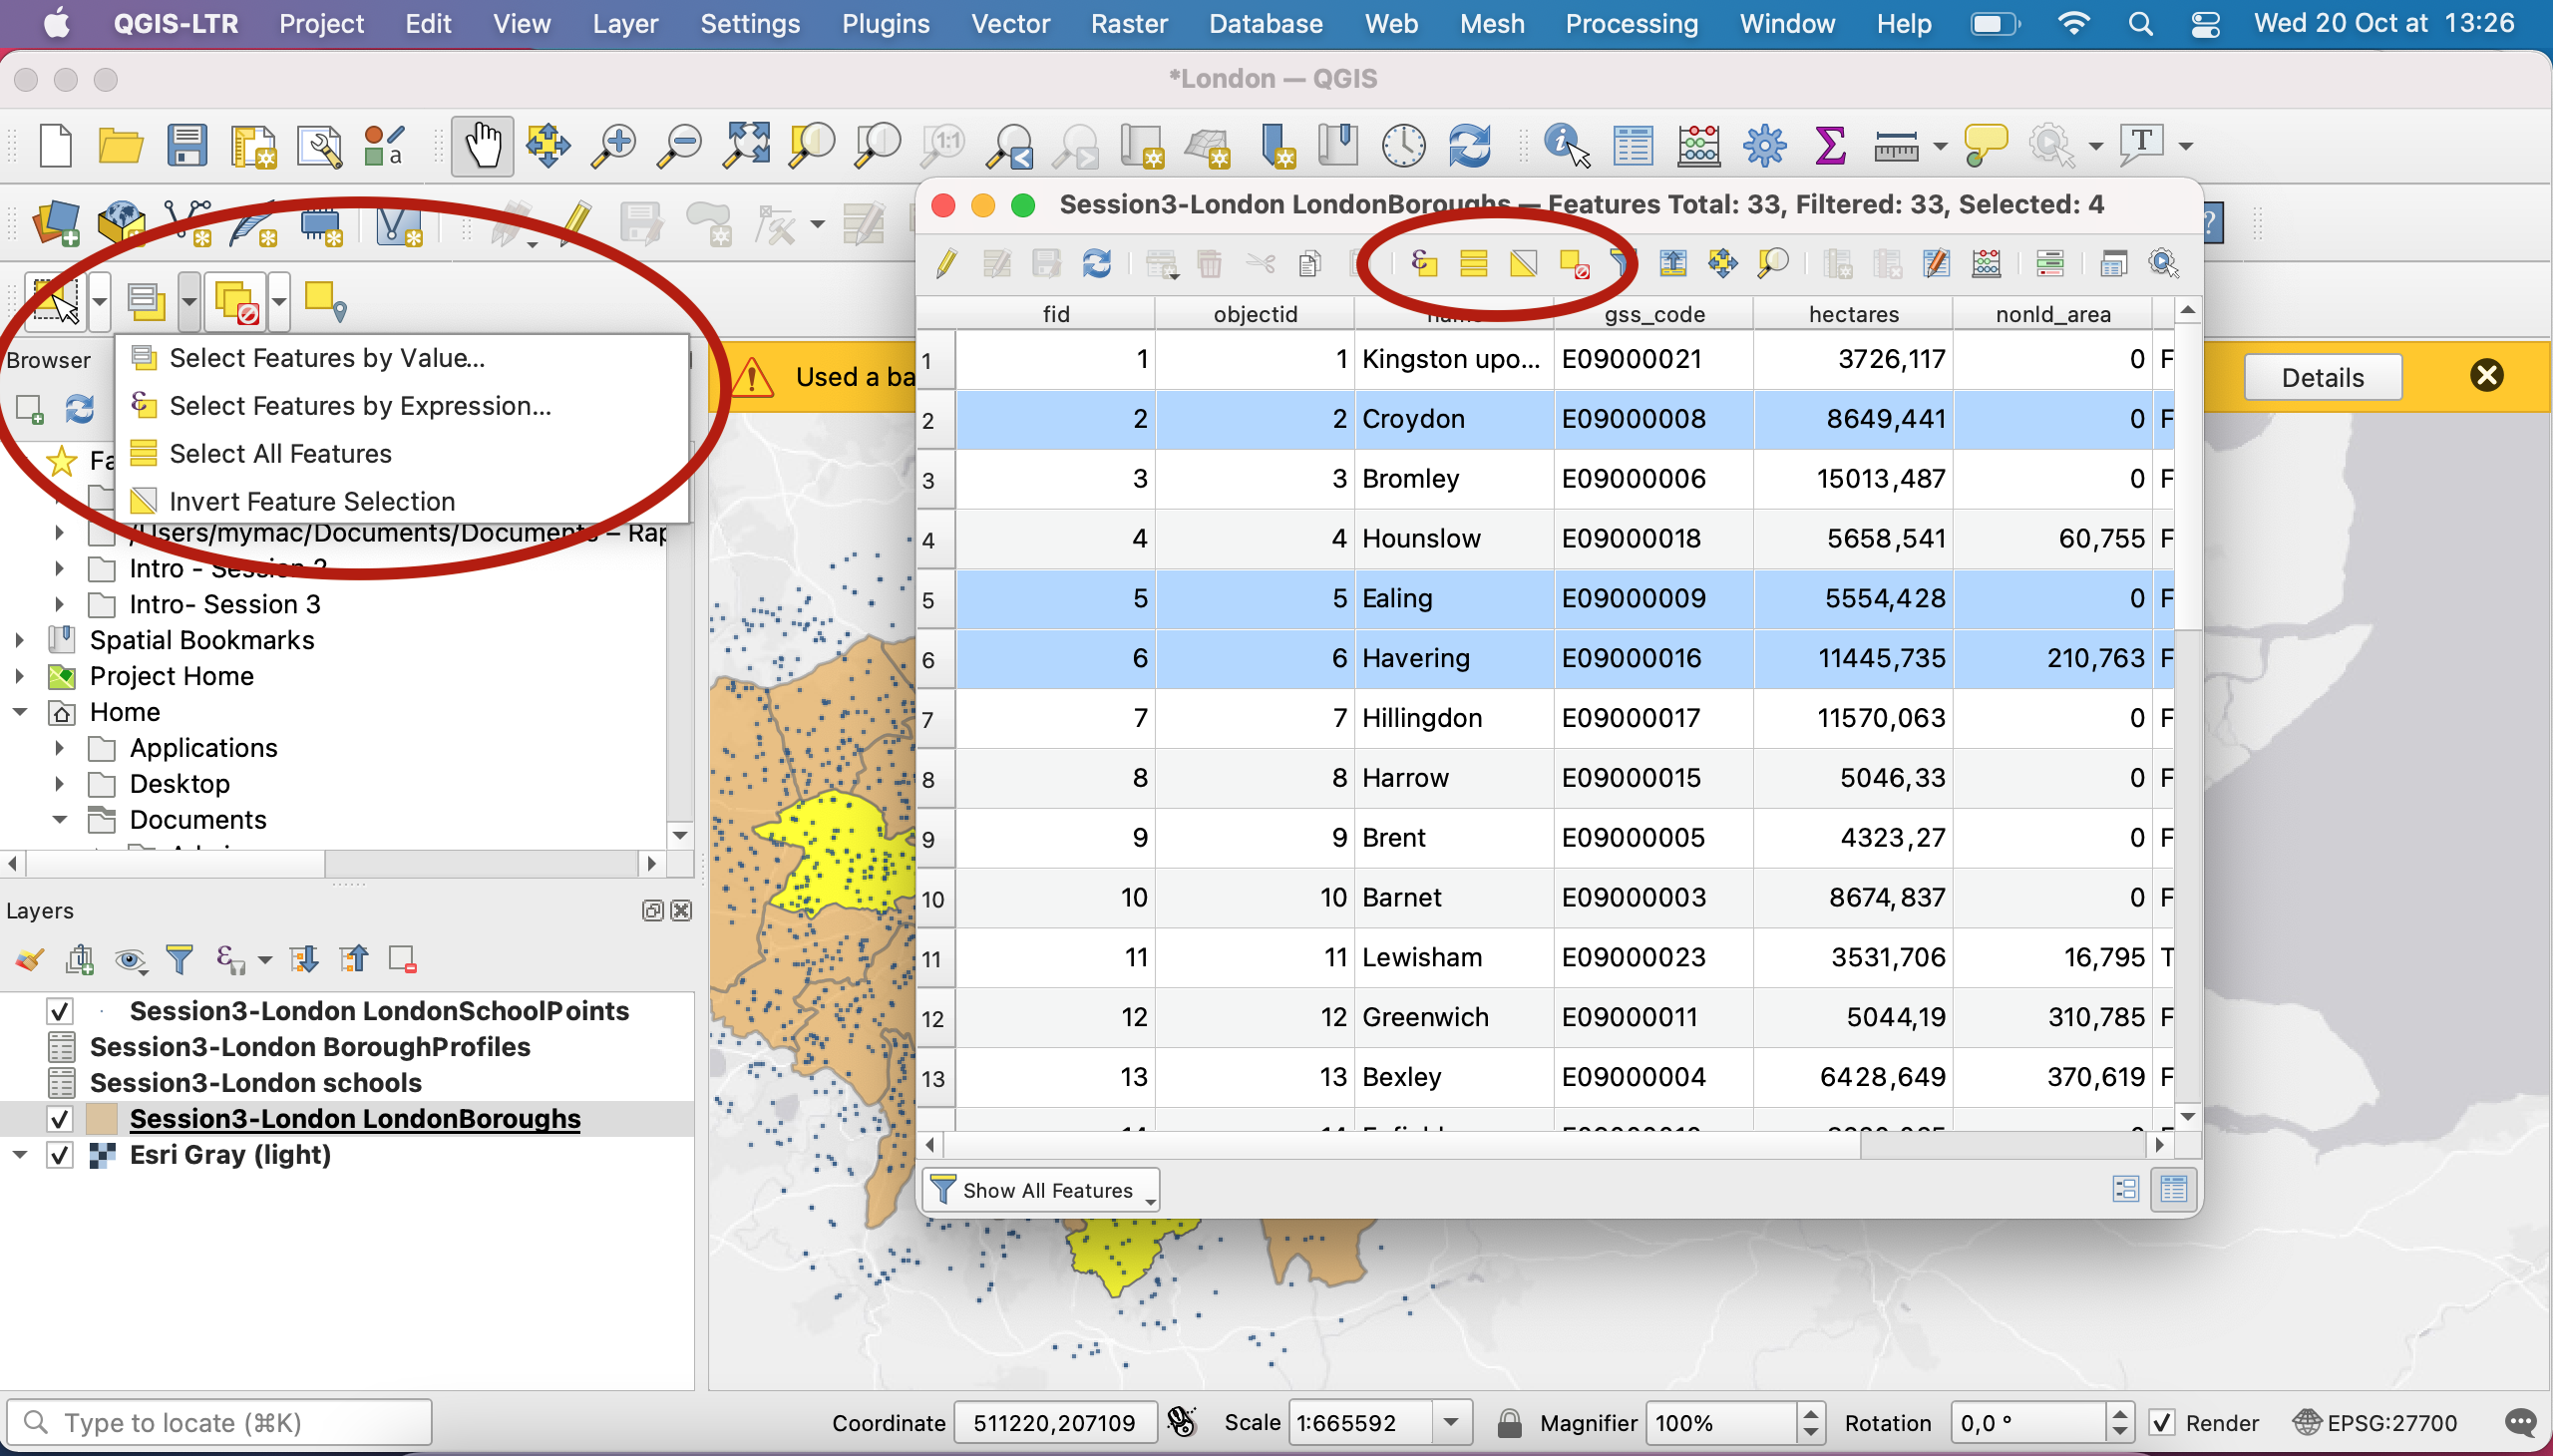 QGIS-LTR Project Edit View Layer Settings Plugins Vector Raster Database Web Mesh Processing Window Help Wed 20 Oct at 13:26
*London — QGIS
1:1
a
T
Session3-London LondonBoroughs — Features Total: 33, Filtered: 33, Selected: 4
?
fid objectid name gss_code hectares nonld_area
Browser
Select Features by Value...
Select Features by Expression...
Select All Features
Invert Feature Selection
Used a ba
Details
Fa
/Users/mymac/Documents/Documents – Rap
Intro - Session 2
Intro- Session 3
Spatial Bookmarks
Project Home
Home
Applications
Desktop
Documents
1 1 1 Kingston upo... E09000021 3726,117 0 F
2 2 2 Croydon E09000008 8649,441 0 F
3 3 3 Bromley E09000006 15013,487 0 F
4 4 4 Hounslow E09000018 5658,541 60,755 F
5 5 5 Ealing E09000009 5554,428 0 F
6 6 6 Havering E09000016 11445,735 210,763 F
7 7 7 Hillingdon E09000017 11570,063 0 F
8 8 8 Harrow E09000015 5046,33 0 F
9 9 9 Brent E09000005 4323,27 0 F
10 10 10 Barnet E09000003 8674,837 0 F
11 11 11 Lewisham E09000023 3531,706 16,795 T
12 12 12 Greenwich E09000011 5044,19 310,785 F
13 13 13 Bexley E09000004 6428,649 370,619 F
Show All Features
Layers
Session3-London LondonSchoolPoints
Session3-London BoroughProfiles
Session3-London schools
Session3-London LondonBoroughs
Esri Gray (light)
Type to locate (⌘K) Coordinate 511220,207109 Scale 1:665592 Magnifier 100% Rotation 0,0 ° Render EPSG:27700